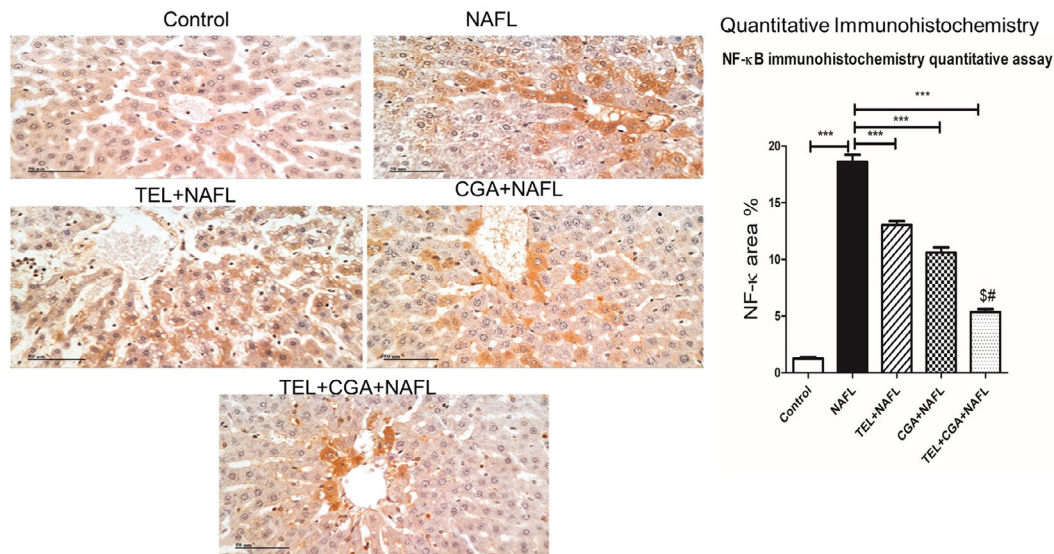 Control
NAFL
TEL+NAFL
CGA+NAFL
TEL+CGA+NAFL
Quantitative Immunohistochemistry
NF-κB immunohistochemistry quantitative assay
***
***
***
***
20
15
10
5
0
NF-κ area %
$#
Control
NAFL
TEL+NAFL
CGA+NAFL
TEL+CGA+NAFL